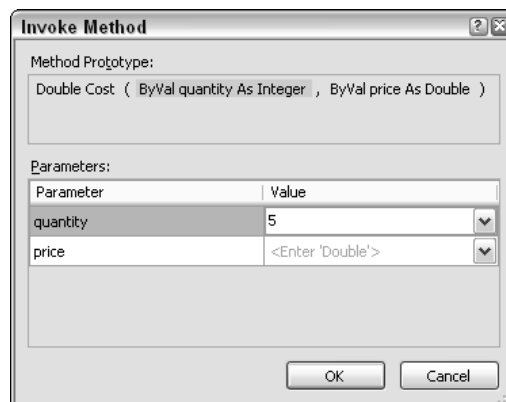 Invoke Method
Method Prototype:
Double Cost ( ByVal quantity As Integer , ByVal price As Double )
Parameters:
Parameter Value
quantity 5
price <Enter 'Double'>
OK Cancel